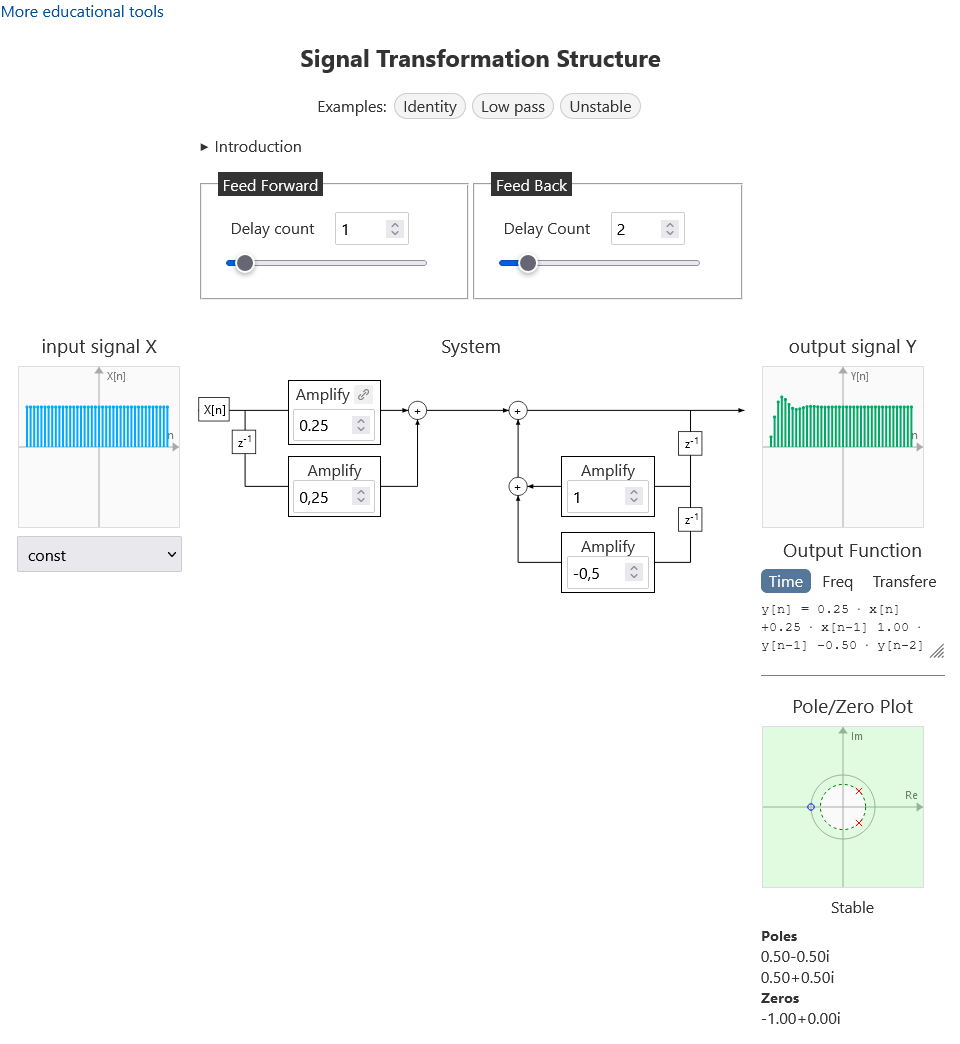 More educational tools
Signal Transformation Structure
Examples: Identity Low pass Unstable
▸ Introduction
Feed Forward
Delay count 1
Feed Back
Delay Count 2
input signal X
X[n]
n
const
System
X[n]
z-1
Amplify
0.25
Amplify
0,25
+
+
+
Amplify
1
Amplify
-0,5
z-1
z-1
output signal Y
Y[n]
n
Output Function
Time Freq Transfere
y[n] = 0.25 · x[n]
+0.25 · x[n-1] 1.00 ·
y[n-1] -0.50 · y[n-2]
Pole/Zero Plot
Im
Re
Stable
Poles
0.50-0.50i
0.50+0.50i
Zeros
-1.00+0.00i